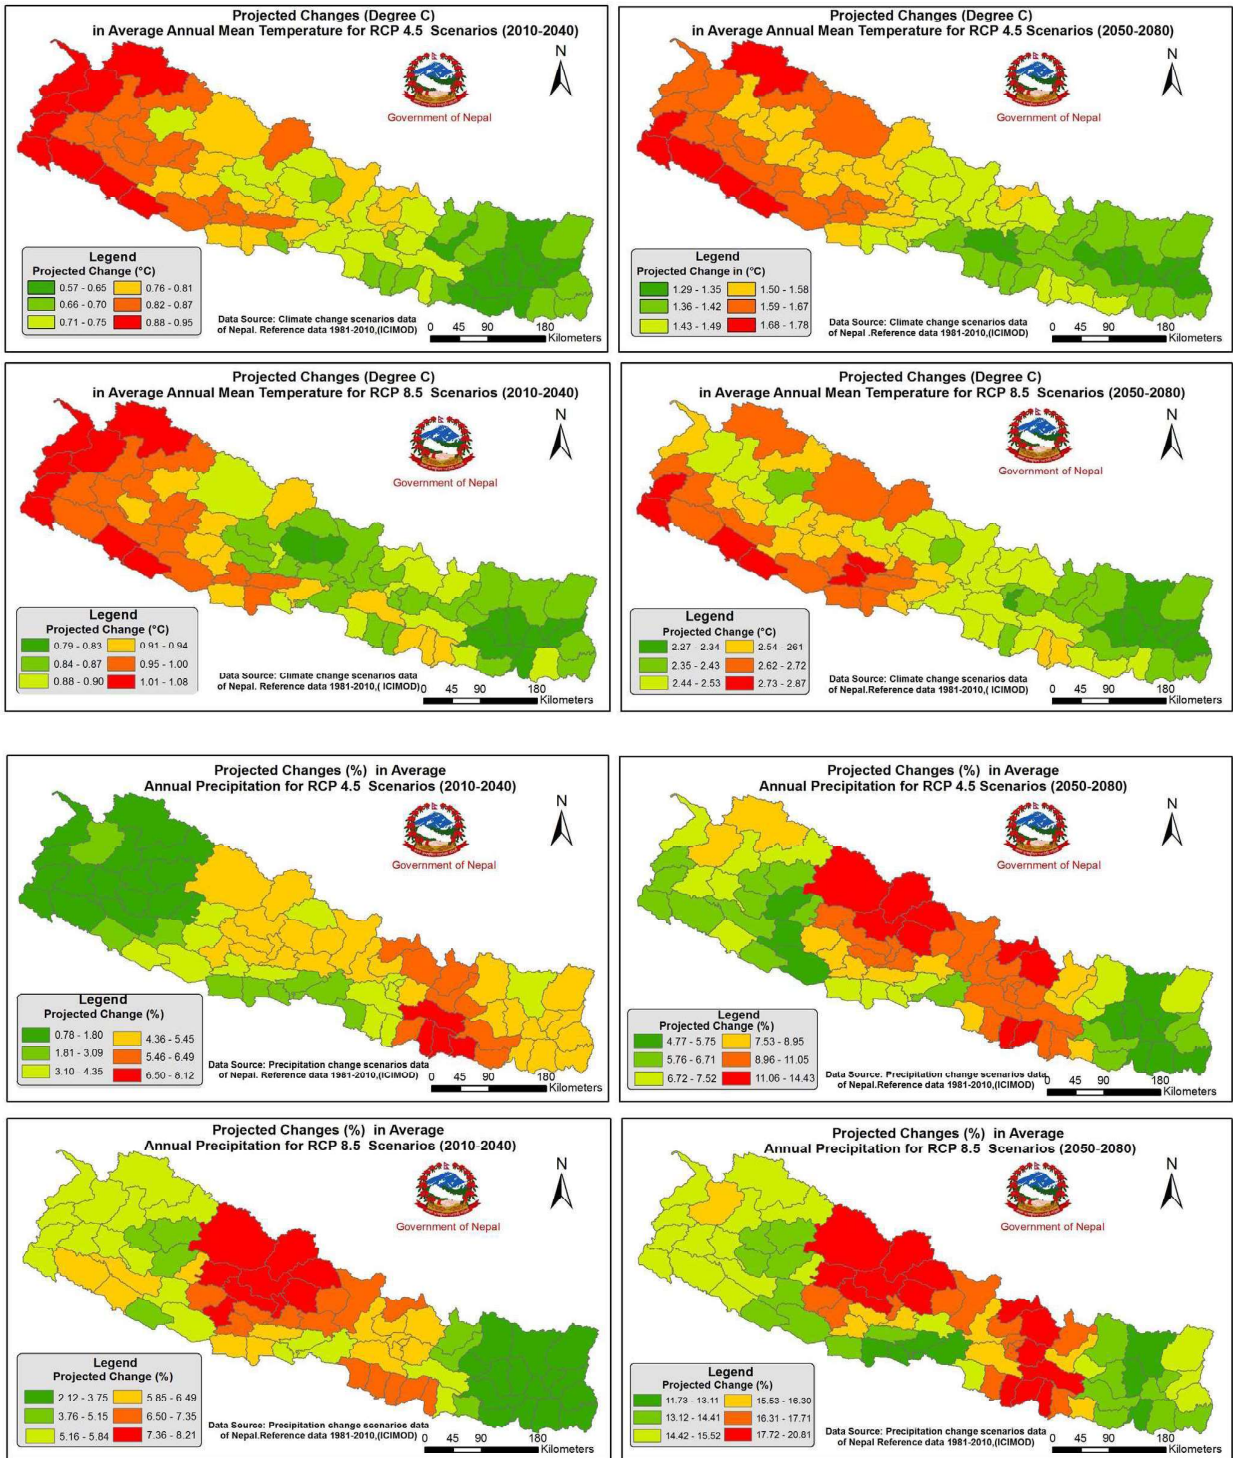 Projected Changes (Degree C)
in Average Annual Mean Temperature for RCP 4.5 Scenarios (2010-2040)
N
Government of Nepal
Legend
Projected Change (°C)
0.57 - 0.65
0.76 - 0.81
0.66 - 0.70
0.82 - 0.87
0.71 - 0.75
0.88 - 0.95
Data Source: Climate change scenarios data
of Nepal. Reference data 1981-2010,(ICIMOD)
0 45 90 180
Kilometers
Projected Changes (Degree C)
in Average Annual Mean Temperature for RCP 4.5 Scenarios (2050-2080)
N
Government of Nepal
Legend
Projected Change in (°C)
1.29 - 1.35
1.50 - 1.58
1.36 - 1.42
1.59 - 1.67
1.43 - 1.49
1.68 - 1.78
Data Source: Climate change scenarios data
of Nepal .Reference data 1981-2010,(ICIMOD)
0 45 90 180
Kilometers
Projected Changes (Degree C)
in Average Annual Mean Temperature for RCP 8.5 Scenarios (2010-2040)
N
Government of Nepal
Legend
Projected Change (°C)
0.79 - 0.83
0.91 - 0.94
0.84 - 0.87
0.95 - 1.00
0.88 - 0.90
1.01 - 1.08
Data Source: Climate change scenarios data
of Nepal. Reference data 1981-2010,( ICIMOD)
0 45 90 180
Kilometers
Projected Changes (Degree C)
in Average Annual Mean Temperature for RCP 8.5 Scenarios (2050-2080)
N
Government of Nepal
Legend
Projected Change (°C)
2.27 - 2.34
2.54 - 261
2.35 - 2.43
2.62 - 2.72
2.44 - 2.53
2.73 - 2.87
Data Source: Climate change scenarios data
of Nepal.Reference data 1981-2010,( ICIMOD)
0 45 90 180
Kilometers
Projected Changes (%) in Average
Annual Precipitation for RCP 4.5 Scenarios (2010-2040)
N
Government of Nepal
Legend
Projected Change (%)
0.78 - 1.80
4.36 - 5.45
1.81 - 3.09
5.46 - 6.49
3.10 - 4.35
6.50 - 8.12
Data Source: Precipitation change scenarios data
of Nepal. Reference data 1981-2010,(ICIMOD)
0 45 90 180
Kilometers
Projected Changes (%) in Average
Annual Precipitation for RCP 4.5 Scenarios (2050-2080)
N
Government of Nepal
Legend
Projected Change (%)
4.77 - 5.75
7.53 - 8.95
5.76 - 6.71
8.96 - 11.05
6.72 - 7.52
11.06 - 14.43
Data Source: Precipitation change scenarios data
of Nepal.Reference data 1981-2010,(ICIMOD)
0 45 90 180
Kilometers
Projected Changes (%) in Average
Annual Precipitation for RCP 8.5 Scenarios (2010-2040)
N
Government of Nepal
Legend
Projected Change (%)
2.12 - 3.75
5.85 - 6.49
3.76 - 5.15
6.50 - 7.35
5.16 - 5.84
7.36 - 8.21
Data Source: Precipitation change scenarios data
of Nepal.Reference data 1981-2010,(ICIMOD)
0 45 90 180
Kilometers
Projected Changes (%) in Average
Annual Precipitation for RCP 8.5 Scenarios (2050-2080)
N
Government of Nepal
Legend
Projected Change (%)
11.73 - 13.11
15.53 - 16.30
13.12 - 14.41
16.31 - 17.71
14.42 - 15.52
17.72 - 20.81
Data Source: Precipitation change scenarios data
of Nepal Reference data 1981-2010,(ICIMOD)
0 45 90 180
Kilometers